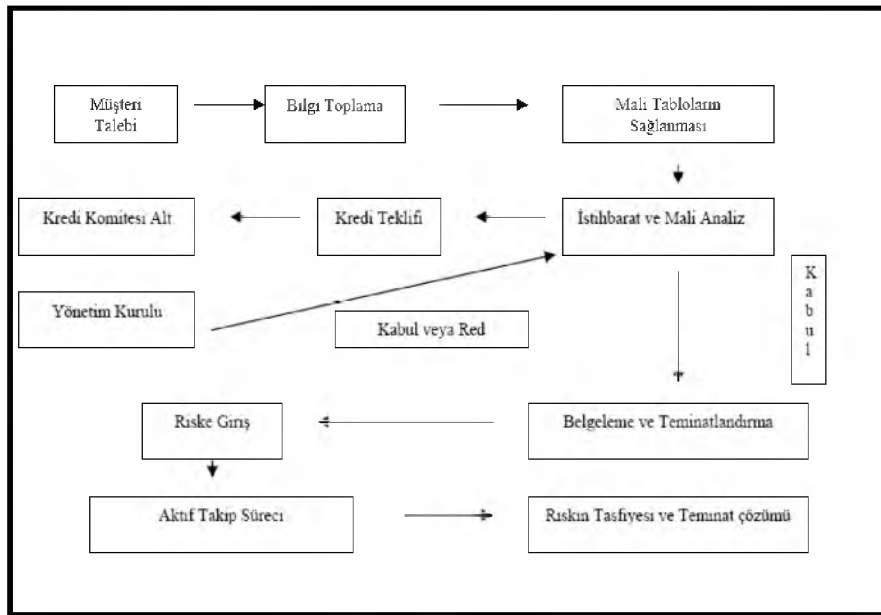 Müşteri
Talebi
Bılgı Toplama
Mali Tabloların
Sağlanması
Kredi Komitesi Alt
Kredi Teklifi
İstihbarat ve Mali Analiz
K
a
b
u
l
Yönetim Kurulu
Kabul veya Red
Riske Giriş
Belgeleme ve Teminatlandırma
Aktif Takip Süreci
Riskin Tasfiyesi ve Teminat çözümü